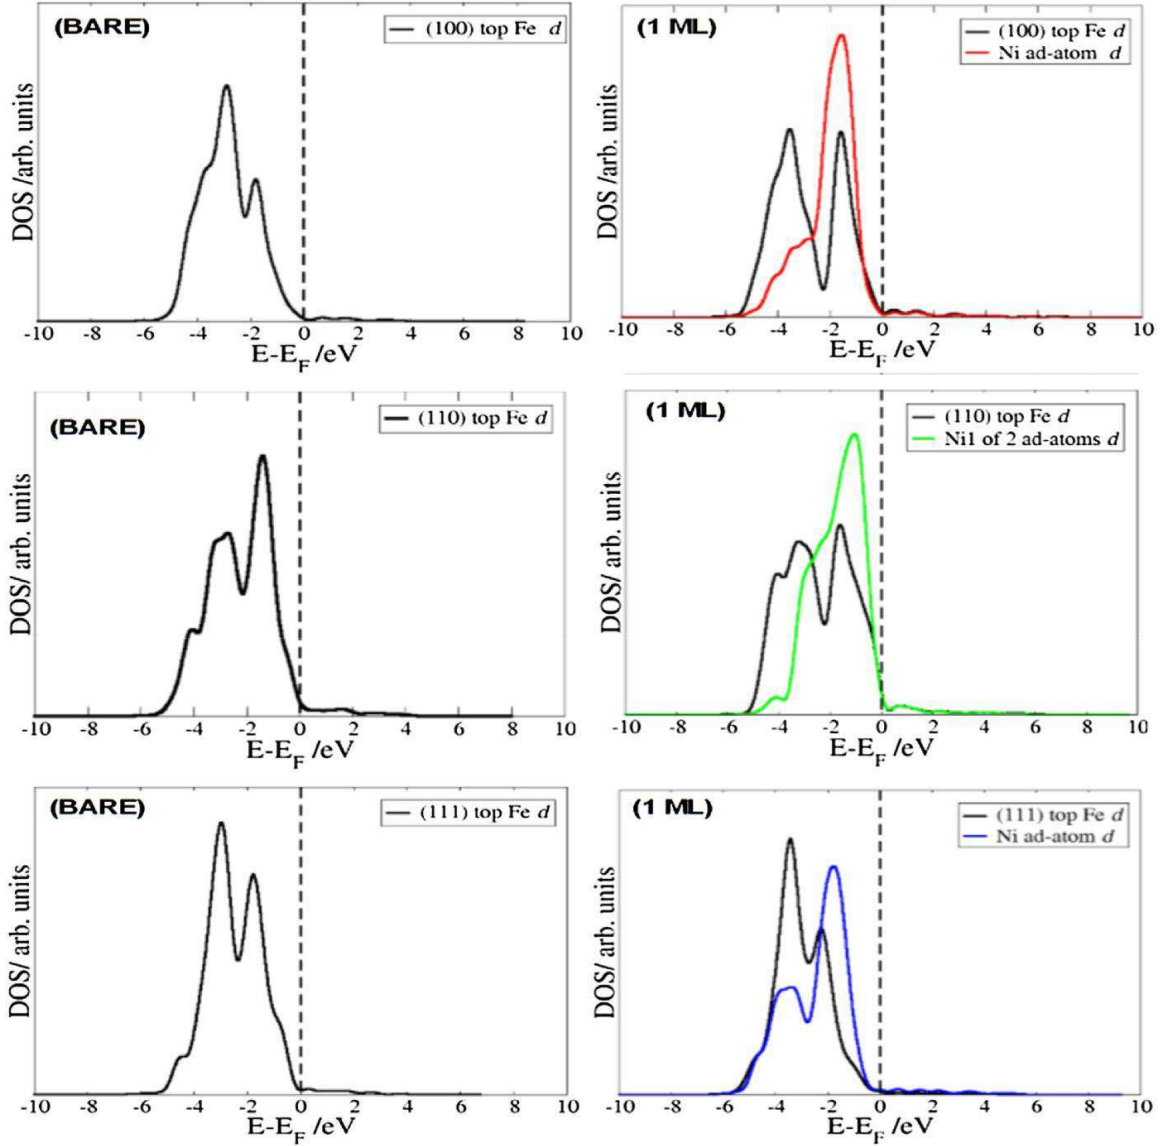 (BARE)
(100) top Fe d
DOS /arb. units
-10 -8 -6 -4 -2 0 2 4 6 8 10
E-EF /eV
(1 ML)
(100) top Fe d
Ni ad-atom d
DOS /arb. units
-10 -8 -6 -4 -2 0 2 4 6 8 10
E-EF /eV
(BARE)
(110) top Fe d
DOS/ arb. units
-10 -8 -6 -4 -2 0 2 4 6 8 10
E-EF /eV
(1 ML)
(110) top Fe d
Ni1 of 2 ad-atoms d
DOS/ arb. units
-10 -8 -6 -4 -2 0 2 4 6 8 10
E-EF /eV
(BARE)
(111) top Fe d
DOS/ arb. units
-10 -8 -6 -4 -2 0 2 4 6 8 10
E-EF /eV
(1 ML)
(111) top Fe d
Ni ad-atom d
DOS/ arb. units
-10 -8 -6 -4 -2 0 2 4 6 8 10
E-EF /eV